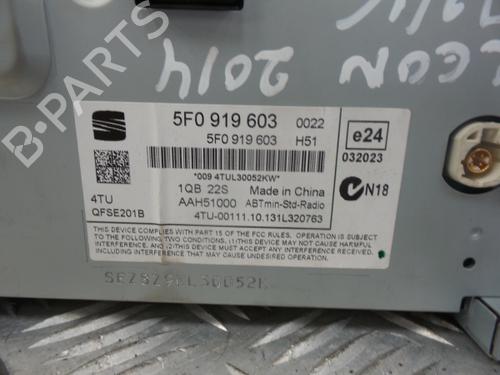 LEON
2014
B-PARTS
5F0 919 603 0022
5F0 919 603 H51
e24
032023
*009 4TUL30052KW*
N18
1QB 22S Made in China
4TU AAH51000 ABTmin-Std-Radio
QFSE201B 4TU-00111.10.131L320763
THIS DEVICE COMPLIES WITH PART 15 OF THE FCC RULES. OPERATION IS
SUBJECT TO THE FOLLOWING TWO CONDITIONS: (1) THIS DEVICE MAY NOT
CAUSE HARMFUL INTERFERENCE, AND (2) THIS DEVICE MUST ACCEPT ANY
INTERFERENCE RECEIVED, INCLUDING INTERFERENCE THAT MAY CAUSE
UNDESIRED OPERATION.